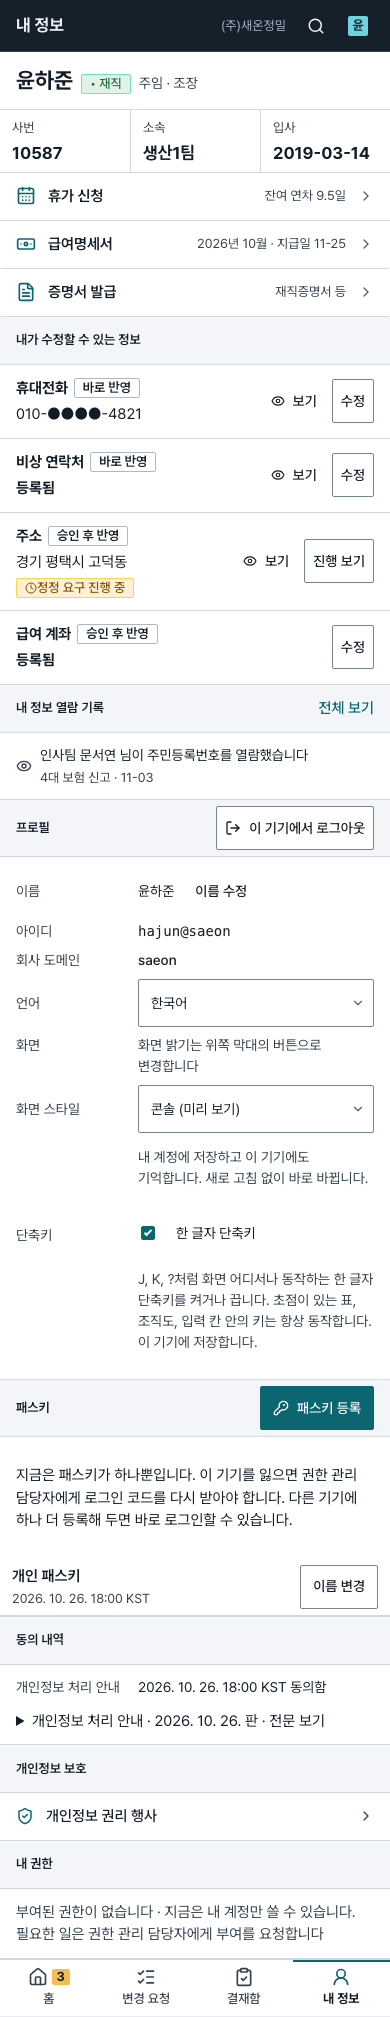 내 정보
(주)새온정밀
윤
윤하준
재직
주임 · 조장
사번
소속
입사
10587
생산1팀
2019-03-14
휴가 신청
잔여 연차 9.5일
급여명세서
2026년 10월 · 지급일 11-25
증명서 발급
재직증명서 등
내가 수정할 수 있는 정보
휴대전화 바로 반영
보기
수정
010-●●●●-4821
비상 연락처 바로 반영
보기
수정
등록됨
주소 승인 후 반영
경기 평택시 고덕동
보기
진행 보기
정정 요구 진행 중
급여 계좌 승인 후 반영
수정
등록됨
내 정보 열람 기록
전체 보기
인사팀 문서연 님이 주민등록번호를 열람했습니다
4대 보험 신고 · 11-03
프로필
이 기기에서 로그아웃
이름
윤하준
이름 수정
아이디
hajun@saeon
회사 도메인
saeon
언어
한국어
화면
화면 밝기는 위쪽 막대의 버튼으로
변경합니다
화면 스타일
콘솔 (미리 보기)
내 계정에 저장하고 이 기기에도
기억합니다. 새로 고침 없이 바로 바뀝니다.
단축키
한 글자 단축키
J, K, ?처럼 화면 어디서나 동작하는 한 글자
단축키를 켜거나 끕니다. 초점이 있는 표,
조직도, 입력 칸 안의 키는 항상 동작합니다.
이 기기에 저장합니다.
패스키
패스키 등록
지금은 패스키가 하나뿐입니다. 이 기기를 잃으면 권한 관리
담당자에게 로그인 코드를 다시 받아야 합니다. 다른 기기에
하나 더 등록해 두면 바로 로그인할 수 있습니다.
개인 패스키
2026. 10. 26. 18:00 KST
이름 변경
동의 내역
개인정보 처리 안내
2026. 10. 26. 18:00 KST 동의함
개인정보 처리 안내 · 2026. 10. 26. 판 · 전문 보기
개인정보 보호
개인정보 권리 행사
내 권한
부여된 권한이 없습니다 · 지금은 내 계정만 쓸 수 있습니다.
필요한 일은 권한 관리 담당자에게 부여를 요청합니다
3
홈
변경 요청
결재함
내 정보